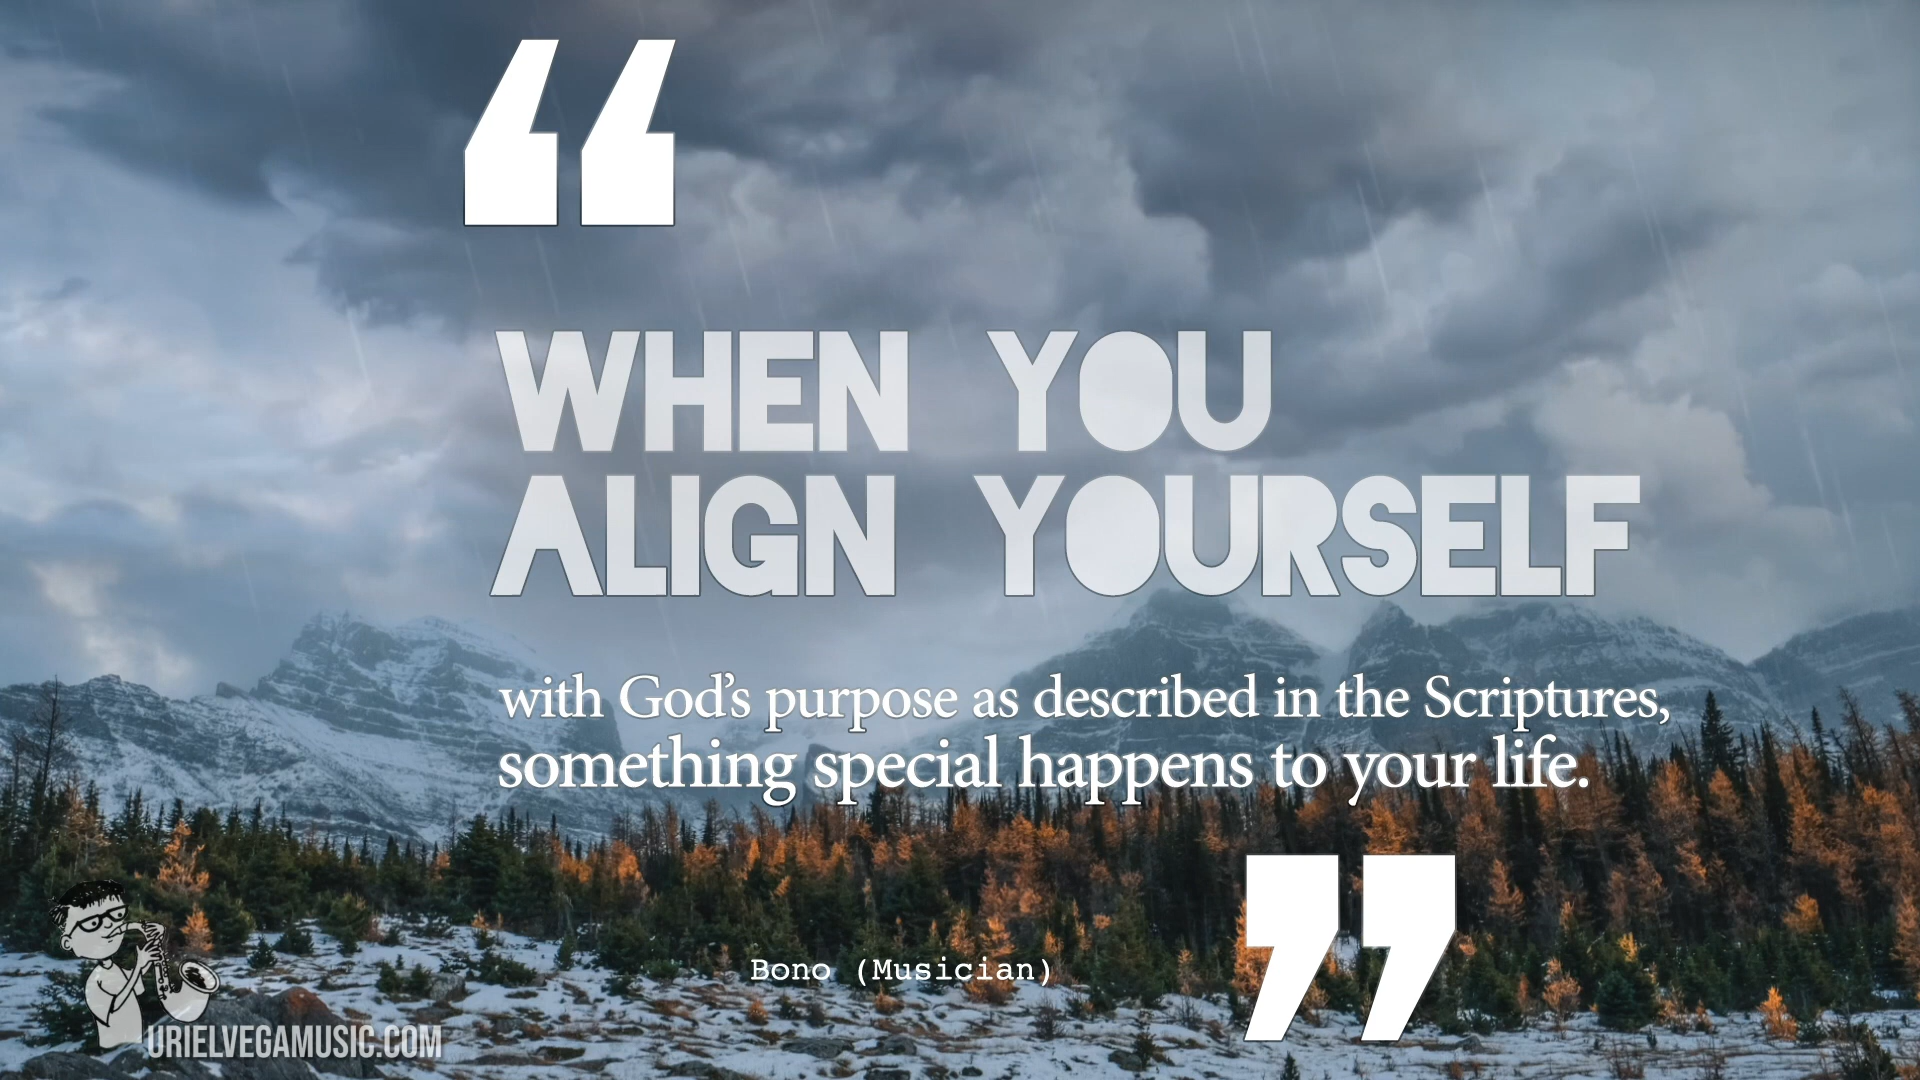 “
WHEN YOU
ALIGN YOURSELF
with God’s purpose as described in the Scriptures,
something special happens to your life.
”
Bono (Musician)
URIELVEGAMUSIC.COM